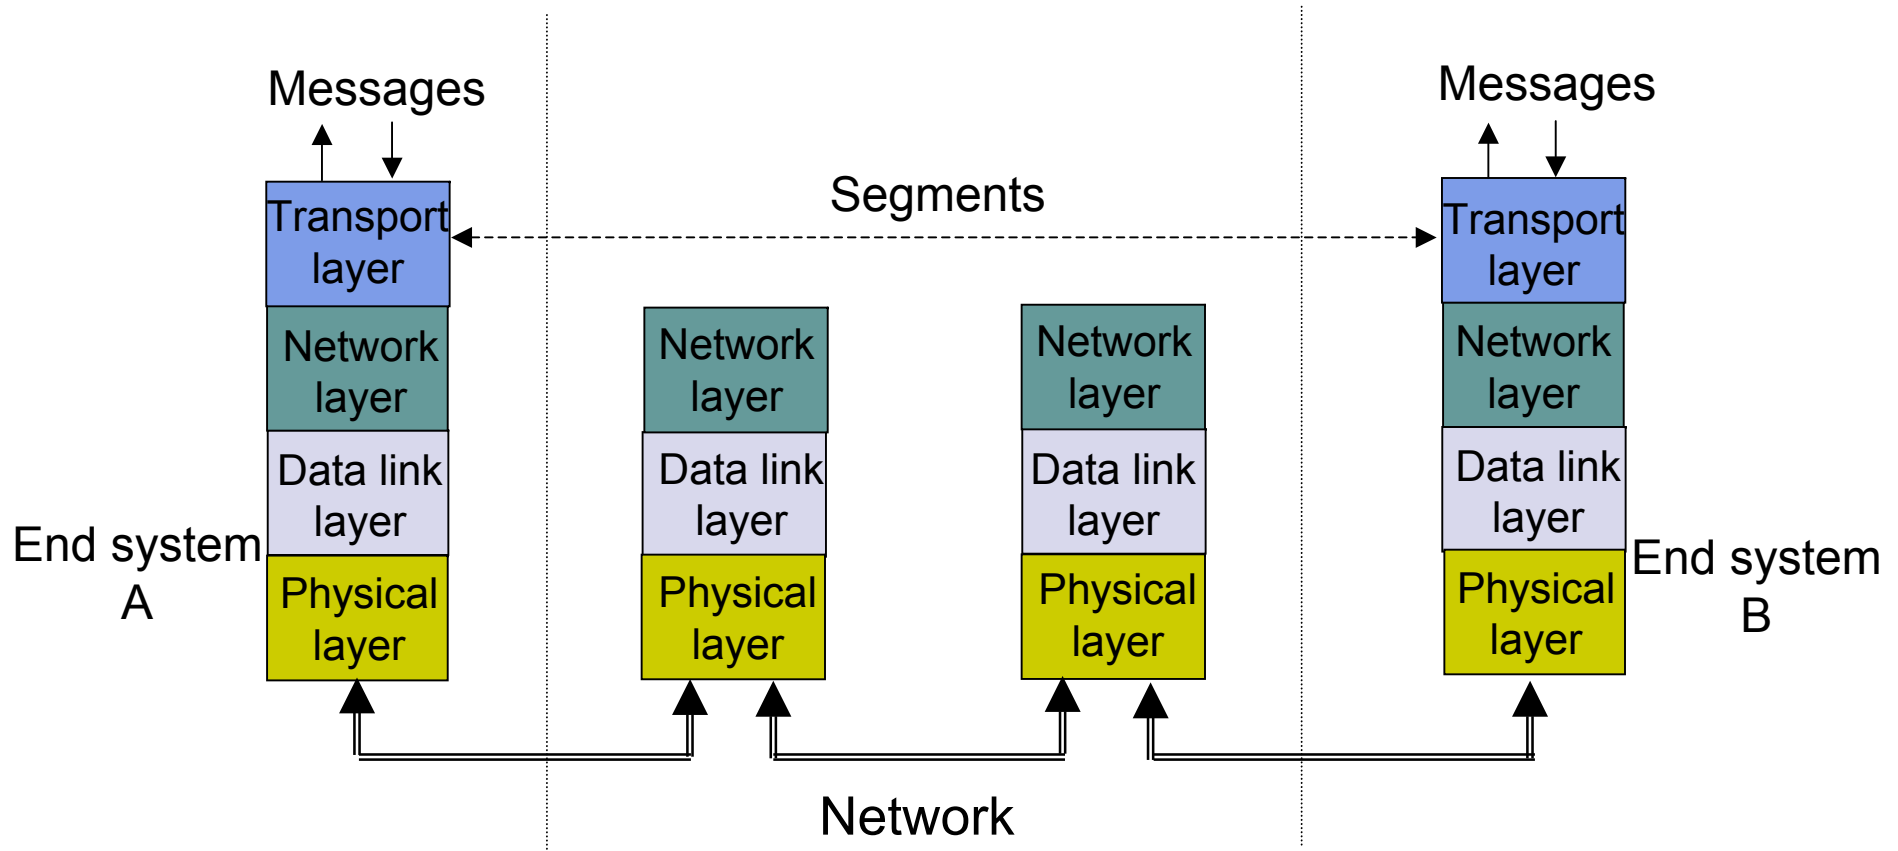 Messages
Messages
Segments
Transport
layer
Transport
layer
Network
layer
Network
layer
Network
layer
Network
layer
Data link
layer
Data link
layer
Data link
layer
Data link
layer
End system
A
End system
B
Physical
layer
Physical
layer
Physical
layer
Physical
layer
Network